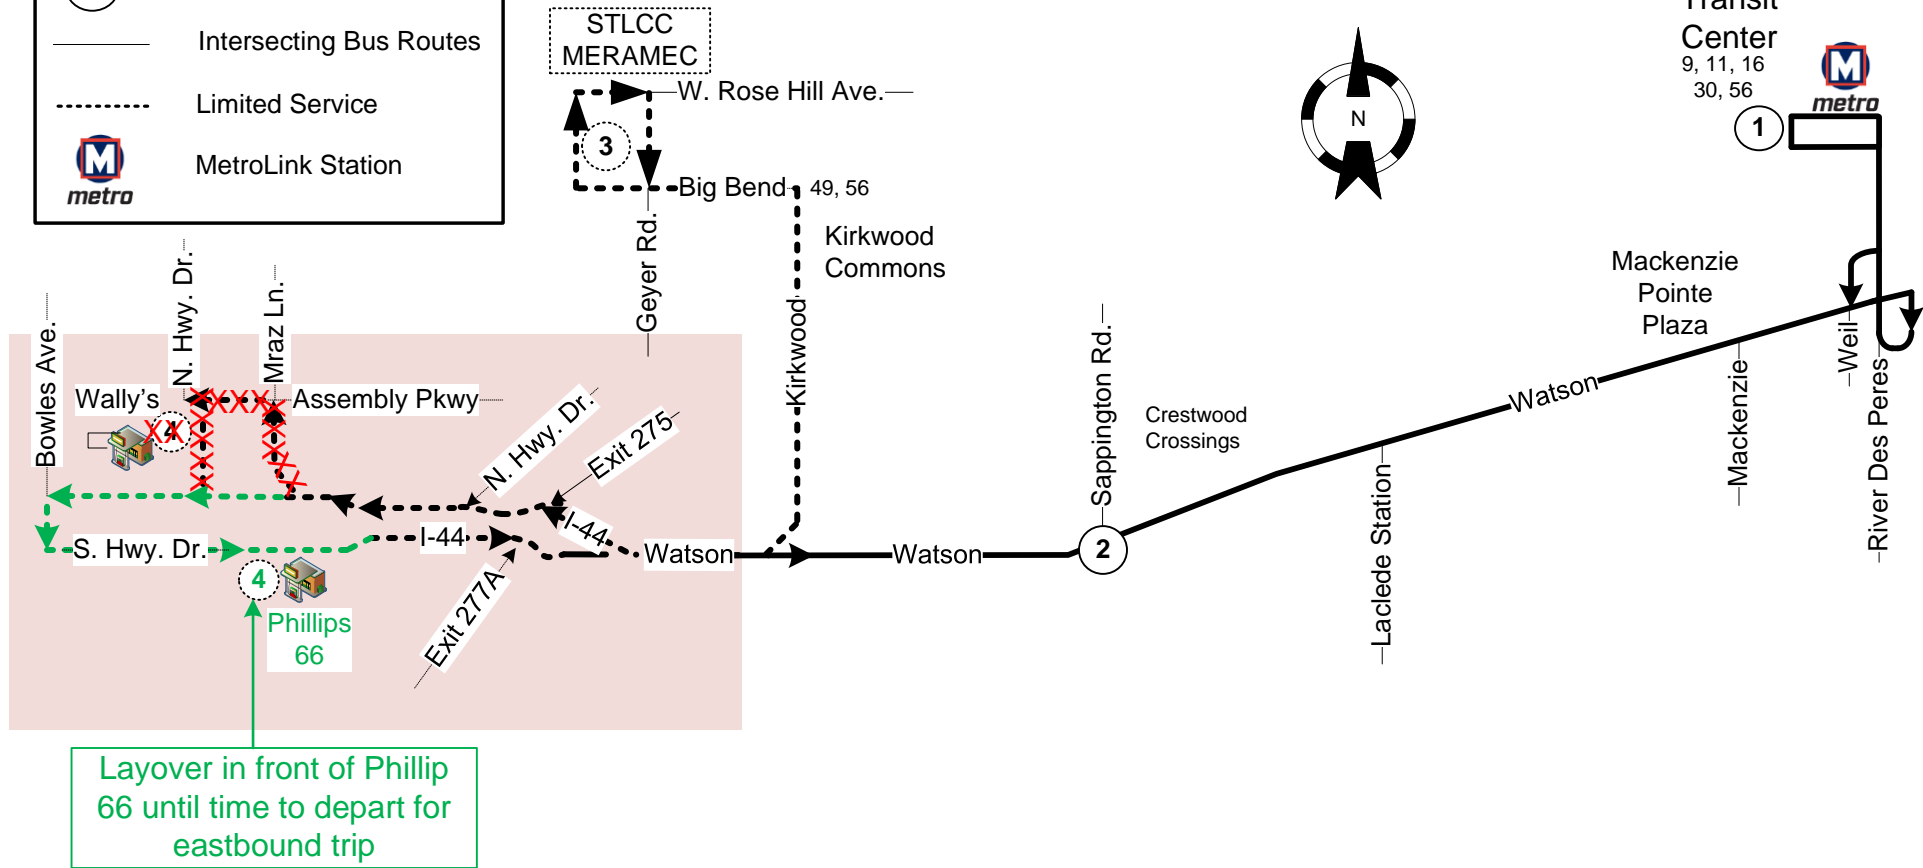 Intersecting Bus Routes
Limited Service
M
metro
MetroLink Station
STLCC
MERAMEC
W. Rose Hill Ave.
3
Big Bend
49, 56
Geyer Rd.
Kirkwood
Commons
Kirkwood
N
Transit
Center
9, 11, 16
30, 56
M
metro
1
Mackenzie
Pointe
Plaza
Weil
River Des Peres
Mackenzie
Watson
Laclede Station
Sappington Rd.
Crestwood
Crossings
2
Watson
Watson
Bowles Ave.
N. Hwy. Dr.
Mraz Ln.
Wally's
4
Assembly Pkwy
N. Hwy. Dr.
Exit 275
I-44
I-44
Exit 277A
S. Hwy. Dr.
4
Phillips
66
Layover in front of Phillip
66 until time to depart for
eastbound trip